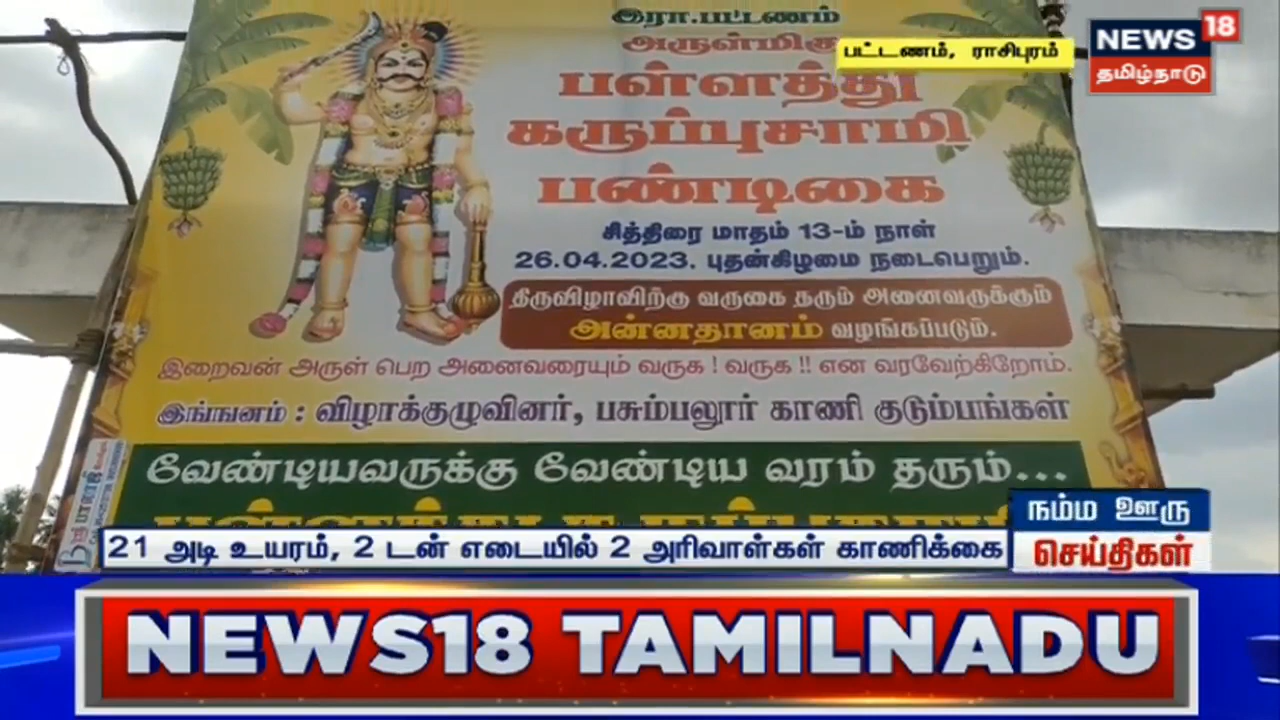 இரா.பட்டணம்
அருள்மிகு
பள்ளத்து
கருப்புசாமி
பண்டிகை
சித்திரை மாதம் 13-ம் நாள்
26.04.2023. புதன்கிழமை நடைபெறும்.
திருவிழாவிற்கு வருகை தரும் அனைவருக்கும்
அன்னதானம் வழங்கப்படும்.
இறைவன் அருள் பெற அனைவரையும் வருக ! வருக !! என வரவேற்கிறோம்.
இங்ஙனம் : விழாக்குழுவினர், பசும்பலூர் காணி குடும்பங்கள்
வேண்டியவருக்கு வேண்டிய வரம் தரும்...
பட்டணம், ராசிபுரம்
NEWS 18
தமிழ்நாடு
பாலாஜி
நம்ம ஊரு
செய்திகள்
21 அடி உயரம், 2 டன் எடையில் 2 அரிவாள்கள் காணிக்கை
NEWS18 TAMILNADU